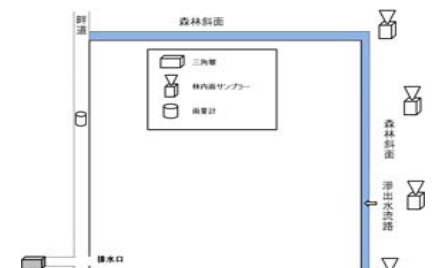 畔道
森林斜面
三角堰
林内雨サンプラー
雨量計
森林斜面
滲出水流路
排水口